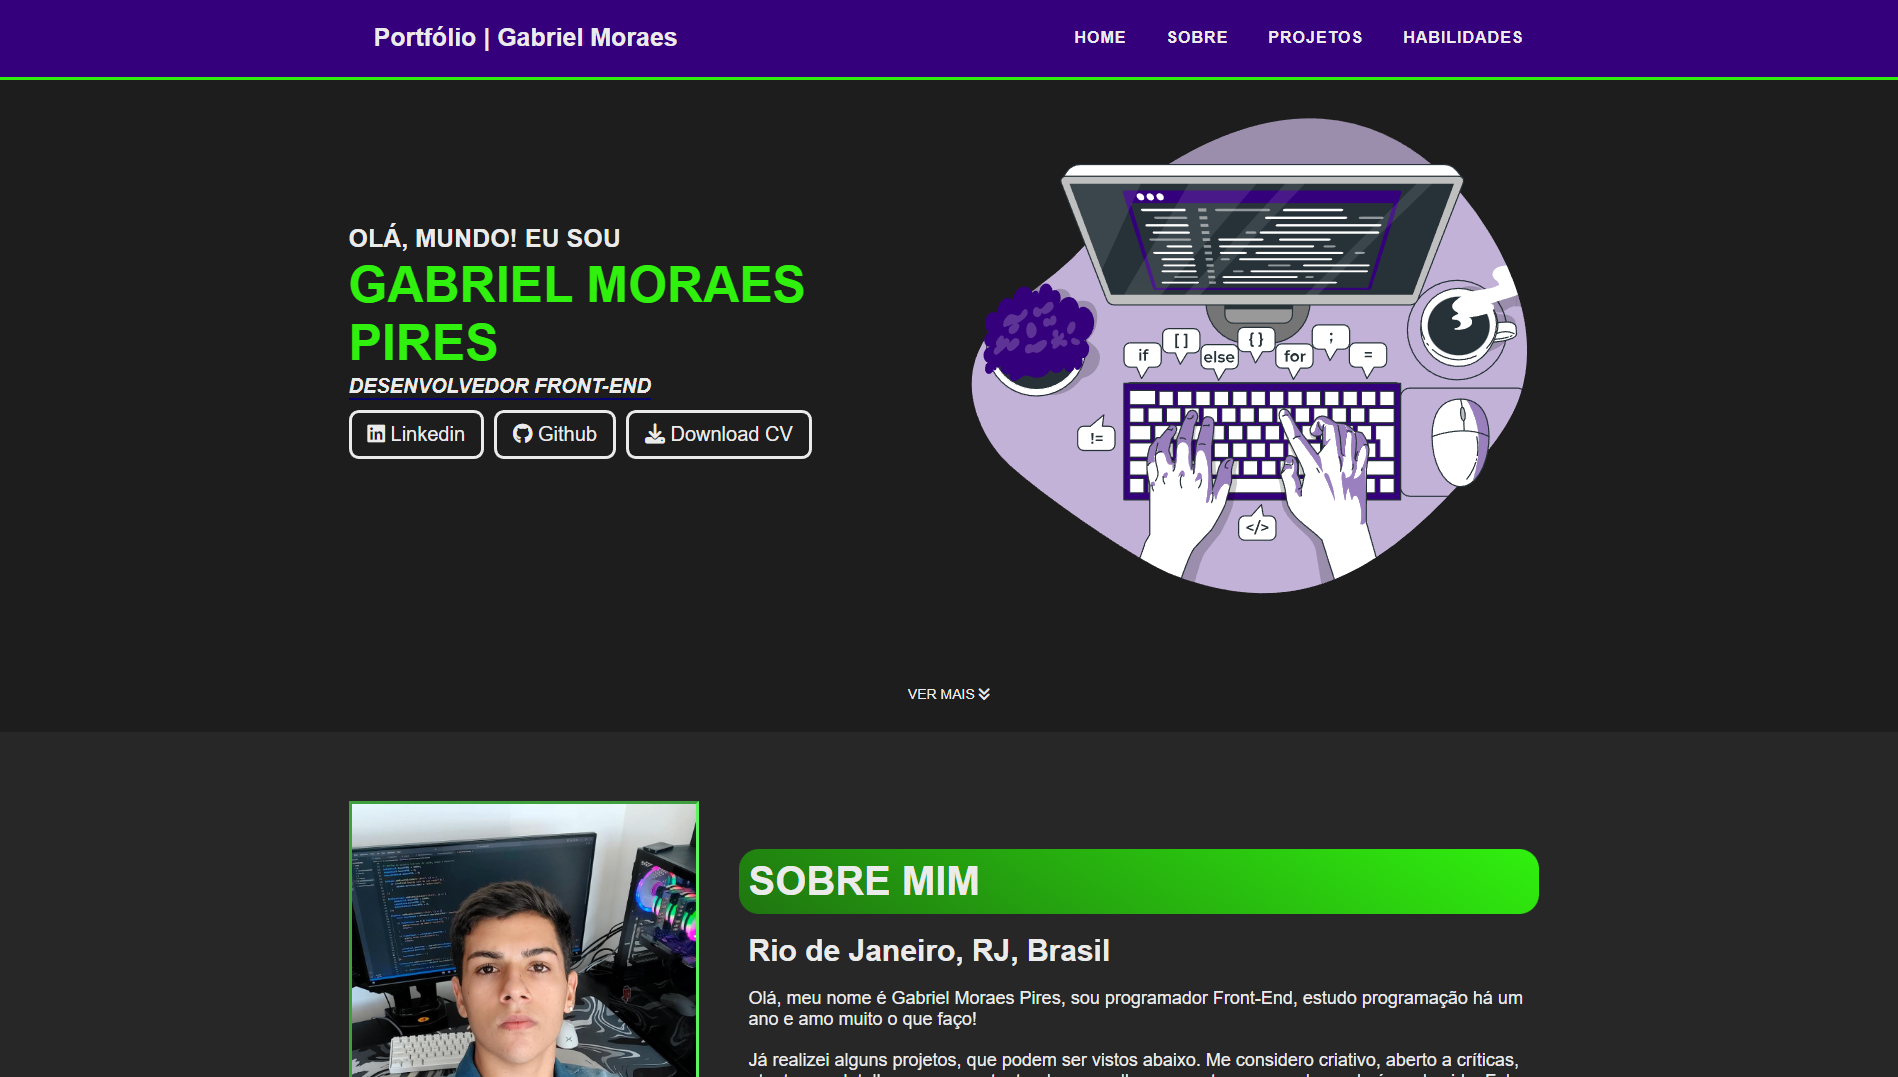 Portfólio | Gabriel Moraes
HOME SOBRE PROJETOS HABILIDADES
OLÁ, MUNDO! EU SOU
GABRIEL MORAES
PIRES
DESENVOLVEDOR FRONT-END
Linkedin Github Download CV
if [ ] else { } for ; =
!=
</>
VER MAIS
SOBRE MIM
Rio de Janeiro, RJ, Brasil
Olá, meu nome é Gabriel Moraes Pires, sou programador Front-End, estudo programação há um
ano e amo muito o que faço!
Já realizei alguns projetos, que podem ser vistos abaixo. Me considero criativo, aberto a críticas,